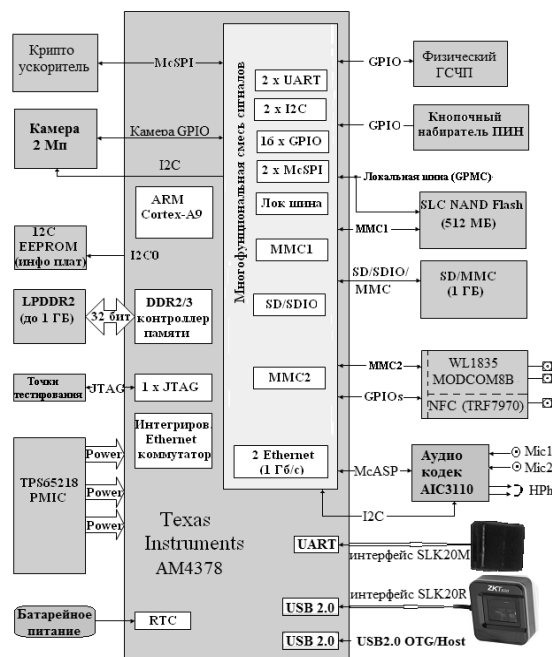 Крипто
ускоритель
McSPI
GPIO
Физический
ГСЧП
Камера
2 Мп
Камера GPIO
I2C
GPIO
Кнопочный
набиратель ПИН
Многофункциональная смесь сигналов
2 x UART
2 x I2C
16 x GPIO
2 x McSPI
Лок шина
MMC1
SD/SDIO
MMC2
2 Ethernet
(1 Гб/с)
ARM
Cortex-A9
Локальная шина (GPMC)
MMC1
SLC NAND Flash
(512 МБ)
I2C
EEPROM
(инфо плат)
I2C0
SD/SDIO/
MMC
SD/MMC
(1 ГБ)
LPDDR2
(до 1 ГБ)
32 бит
DDR2/3
контроллер
памяти
MMC2
GPIOs
WL1835
MODCOM8B
NFC (TRF7970)
Точки
тестирования
JTAG
1 x JTAG
Интегриров.
Ethernet
коммутатор
TPS65218
PMIC
Power
Power
Power
McASP
Аудио
кодек
AIC3110
Mic1
Mic2
HPh
I2C
Texas
Instruments
AM4378
UART
интерфейс SLK20M
интерфейс SLK20R
ZKT
USB 2.0
Батарейное
питание
RTC
USB 2.0
USB2.0 OTG/Host